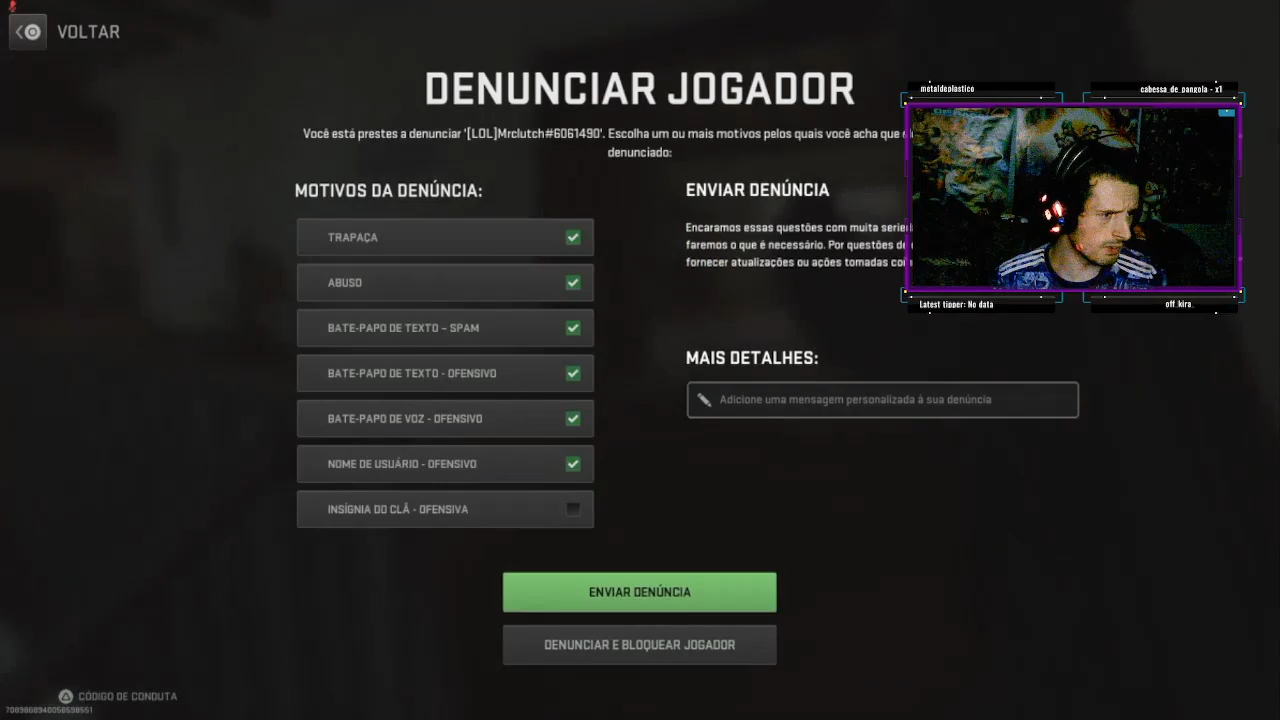 VOLTAR
DENUNCIAR JOGADOR
Você está prestes a denunciar '[LOL]Mrclutch#6061490'. Escolha um ou mais motivos pelos quais você acha que
denunciado:
MOTIVOS DA DENÚNCIA:
TRAPAÇA
ABUSO
BATE-PAPO DE TEXTO – SPAM
BATE-PAPO DE TEXTO - OFENSIVO
BATE-PAPO DE VOZ - OFENSIVO
NOME DE USUÁRIO - OFENSIVO
INSÍGNIA DO CLÃ - OFENSIVA
ENVIAR DENÚNCIA
Encaramos essas questões com muita
faremos o que é necessário. Por questões de
fornecer atualizações ou ações tomadas
MAIS DETALHES:
Adicione uma mensagem personalizada à sua denúncia
metaldeplastico
cabessa_de_pangola - x1
Latest tipper: No data
off_kira_
ENVIAR DENÚNCIA
DENUNCIAR E BLOQUEAR JOGADOR
CÓDIGO DE CONDUTA